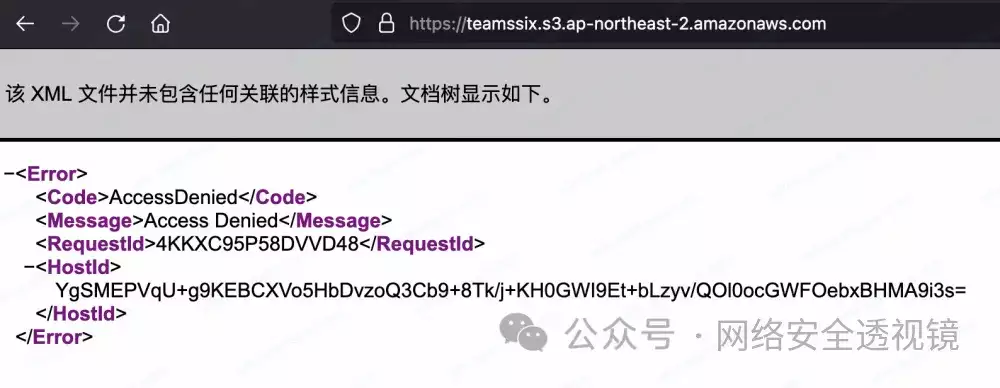 https://teamssix.s3.ap-northeast-2.amazonaws.com
该 XML 文件并未包含任何关联的样式信息。文档树显示如下。
−<Error>
<Code>AccessDenied</Code>
<Message>Access Denied</Message>
<RequestId>4KKXC95P58DVVD48</RequestId>
−<HostId>
YgSMEPVqU+g9KEBCXVo5HbDvzoQ3Cb9+8Tk/j+KH0GWI9Et+bLzyv/QOl0ocGWFOebxBHMA9i3s=
</HostId>
</Error>
公众号 · 网络安全透视镜